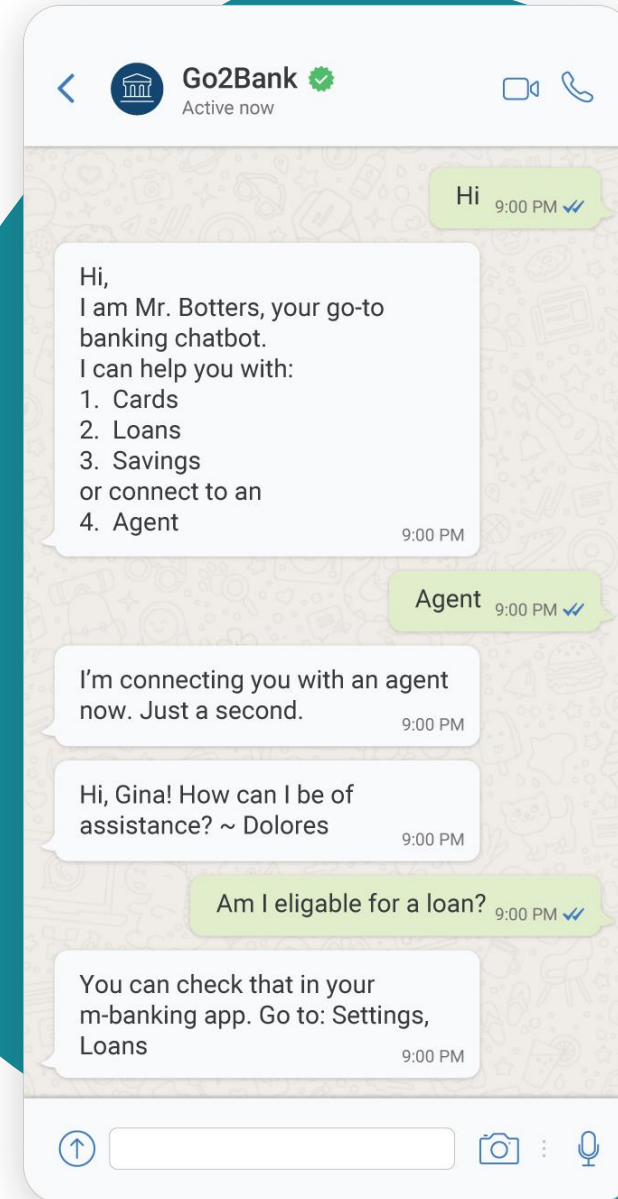 Go2Bank
Active now
Hi 9:00 PM
Hi,
I am Mr. Botters, your go-to
banking chatbot.
I can help you with:
1. Cards
2. Loans
3. Savings
or connect to an
4. Agent 9:00 PM
Agent 9:00 PM
I’m connecting you with an agent
now. Just a second. 9:00 PM
Hi, Gina! How can I be of
assistance? ~ Dolores 9:00 PM
Am I eligable for a loan? 9:00 PM
You can check that in your
m-banking app. Go to: Settings,
Loans 9:00 PM